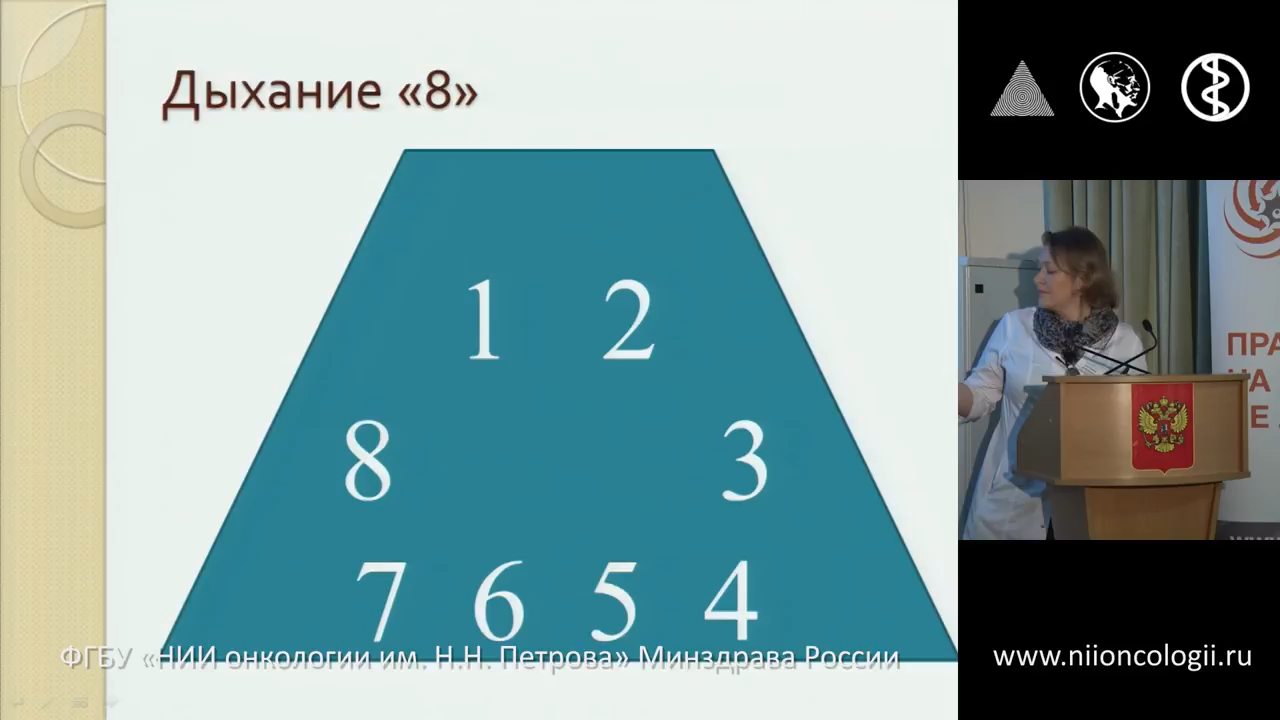 Дыхание «8»
1 2
8 3
7 6 5 4
ФГБУ «НИИ онкологии им. Н.Н. Петрова» Минздрава России
www.niioncologii.ru